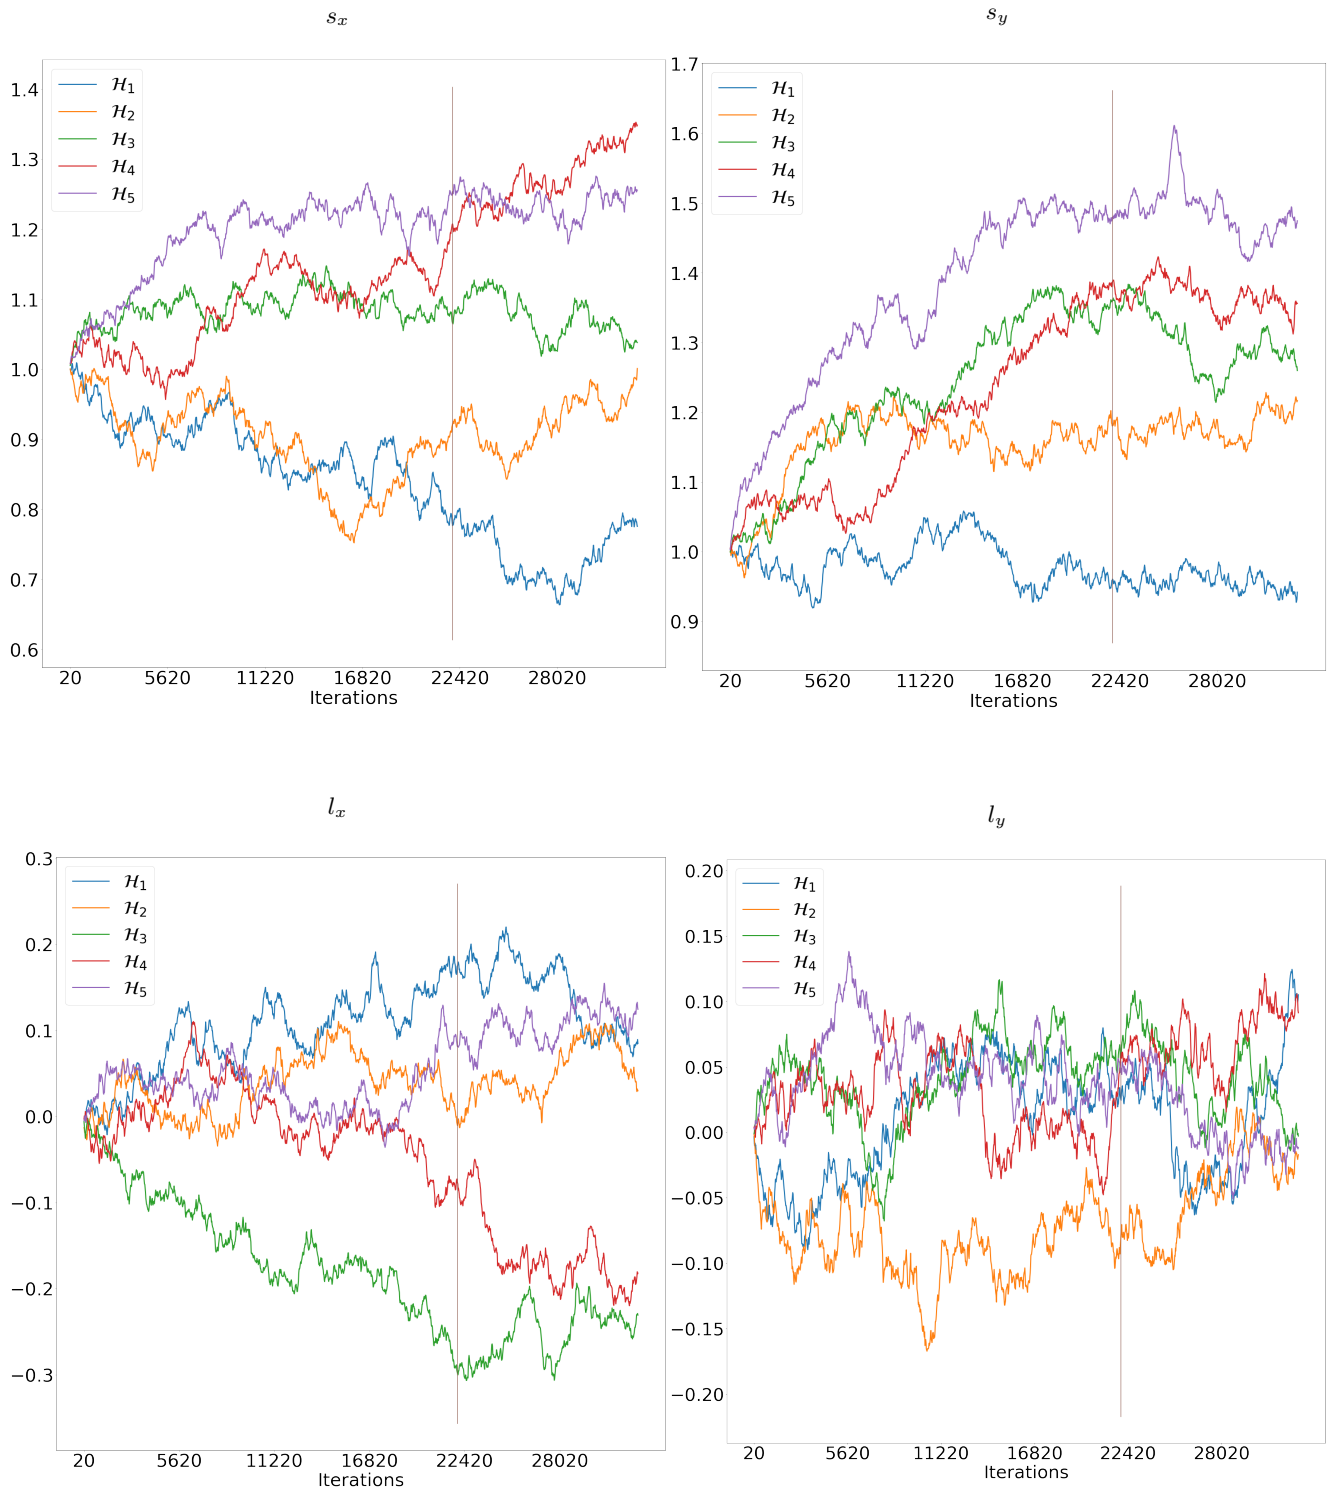 s_x
1.4
1.3
1.2
1.1
1.0
0.9
0.8
0.7
0.6
ℋ_1
ℋ_2
ℋ_3
ℋ_4
ℋ_5
20 5620 11220 16820 22420 28020
Iterations
s_y
1.7
1.6
1.5
1.4
1.3
1.2
1.1
1.0
0.9
ℋ_1
ℋ_2
ℋ_3
ℋ_4
ℋ_5
20 5620 11220 16820 22420 28020
Iterations
l_x
0.3
0.2
0.1
0.0
−0.1
−0.2
−0.3
ℋ_1
ℋ_2
ℋ_3
ℋ_4
ℋ_5
20 5620 11220 16820 22420 28020
Iterations
l_y
0.20
0.15
0.10
0.05
0.00
−0.05
−0.10
−0.15
−0.20
ℋ_1
ℋ_2
ℋ_3
ℋ_4
ℋ_5
20 5620 11220 16820 22420 28020
Iterations